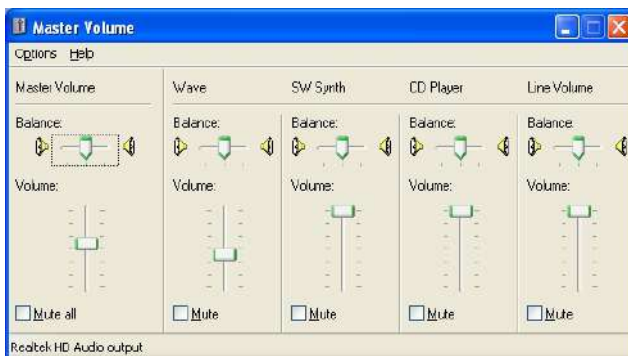 Master Volume
Options Help
Master Volume
Balance:
Volume:
Mute all
Wave
Balance:
Volume:
Mute
SW Synth
Balance:
Volume:
Mute
CD Player
Balance:
Volume:
Mute
Line Volume
Balance:
Volume:
Mute
Realtek HD Audio output